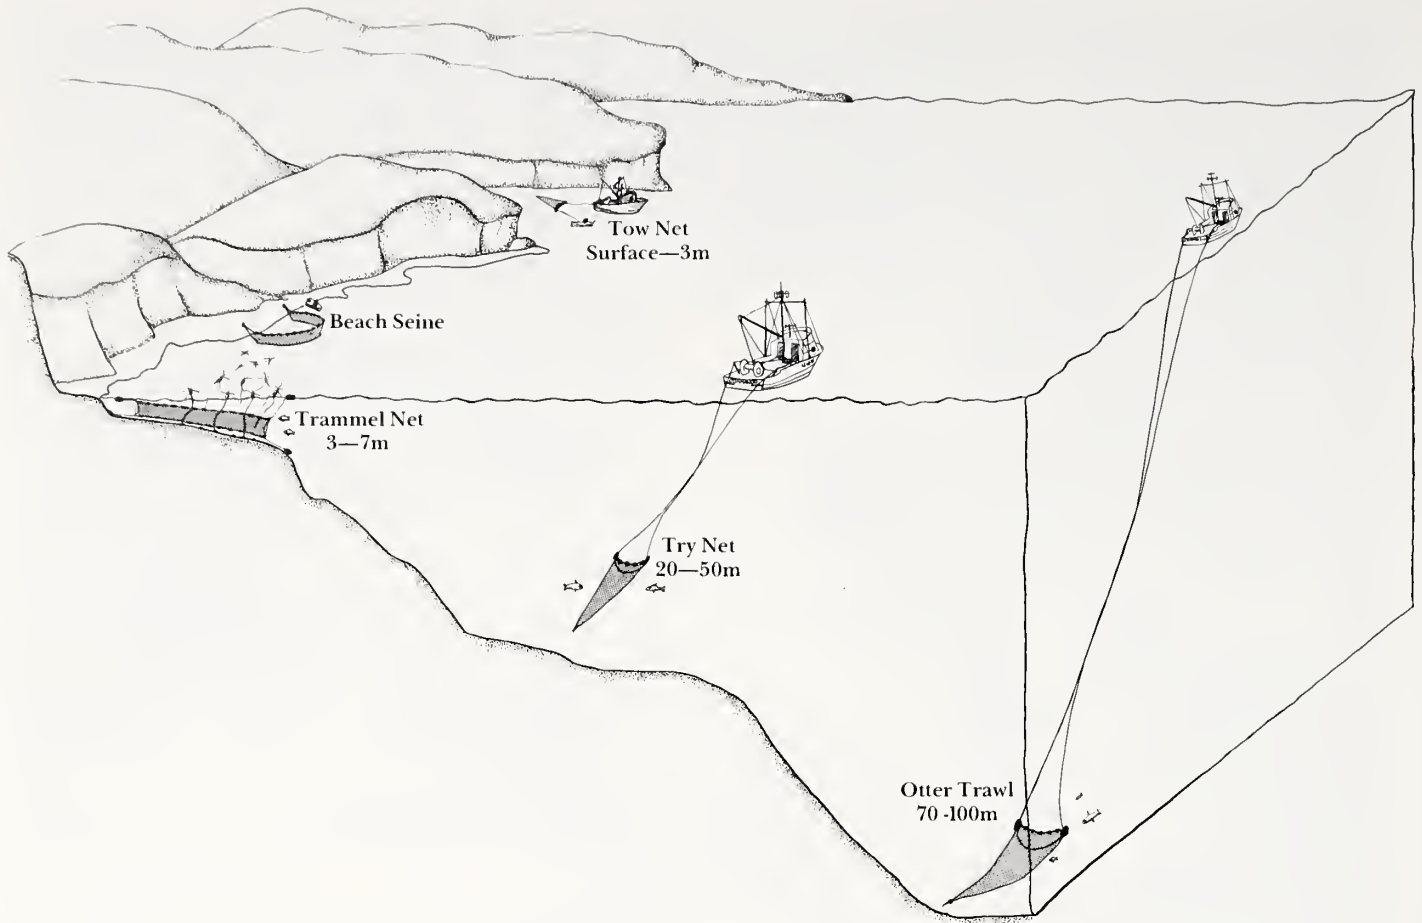 Tow Net
Surface—3m
Beach Seine
Trammel Net
3—7m
Try Net
20—50m
Otter Trawl
70 -100m